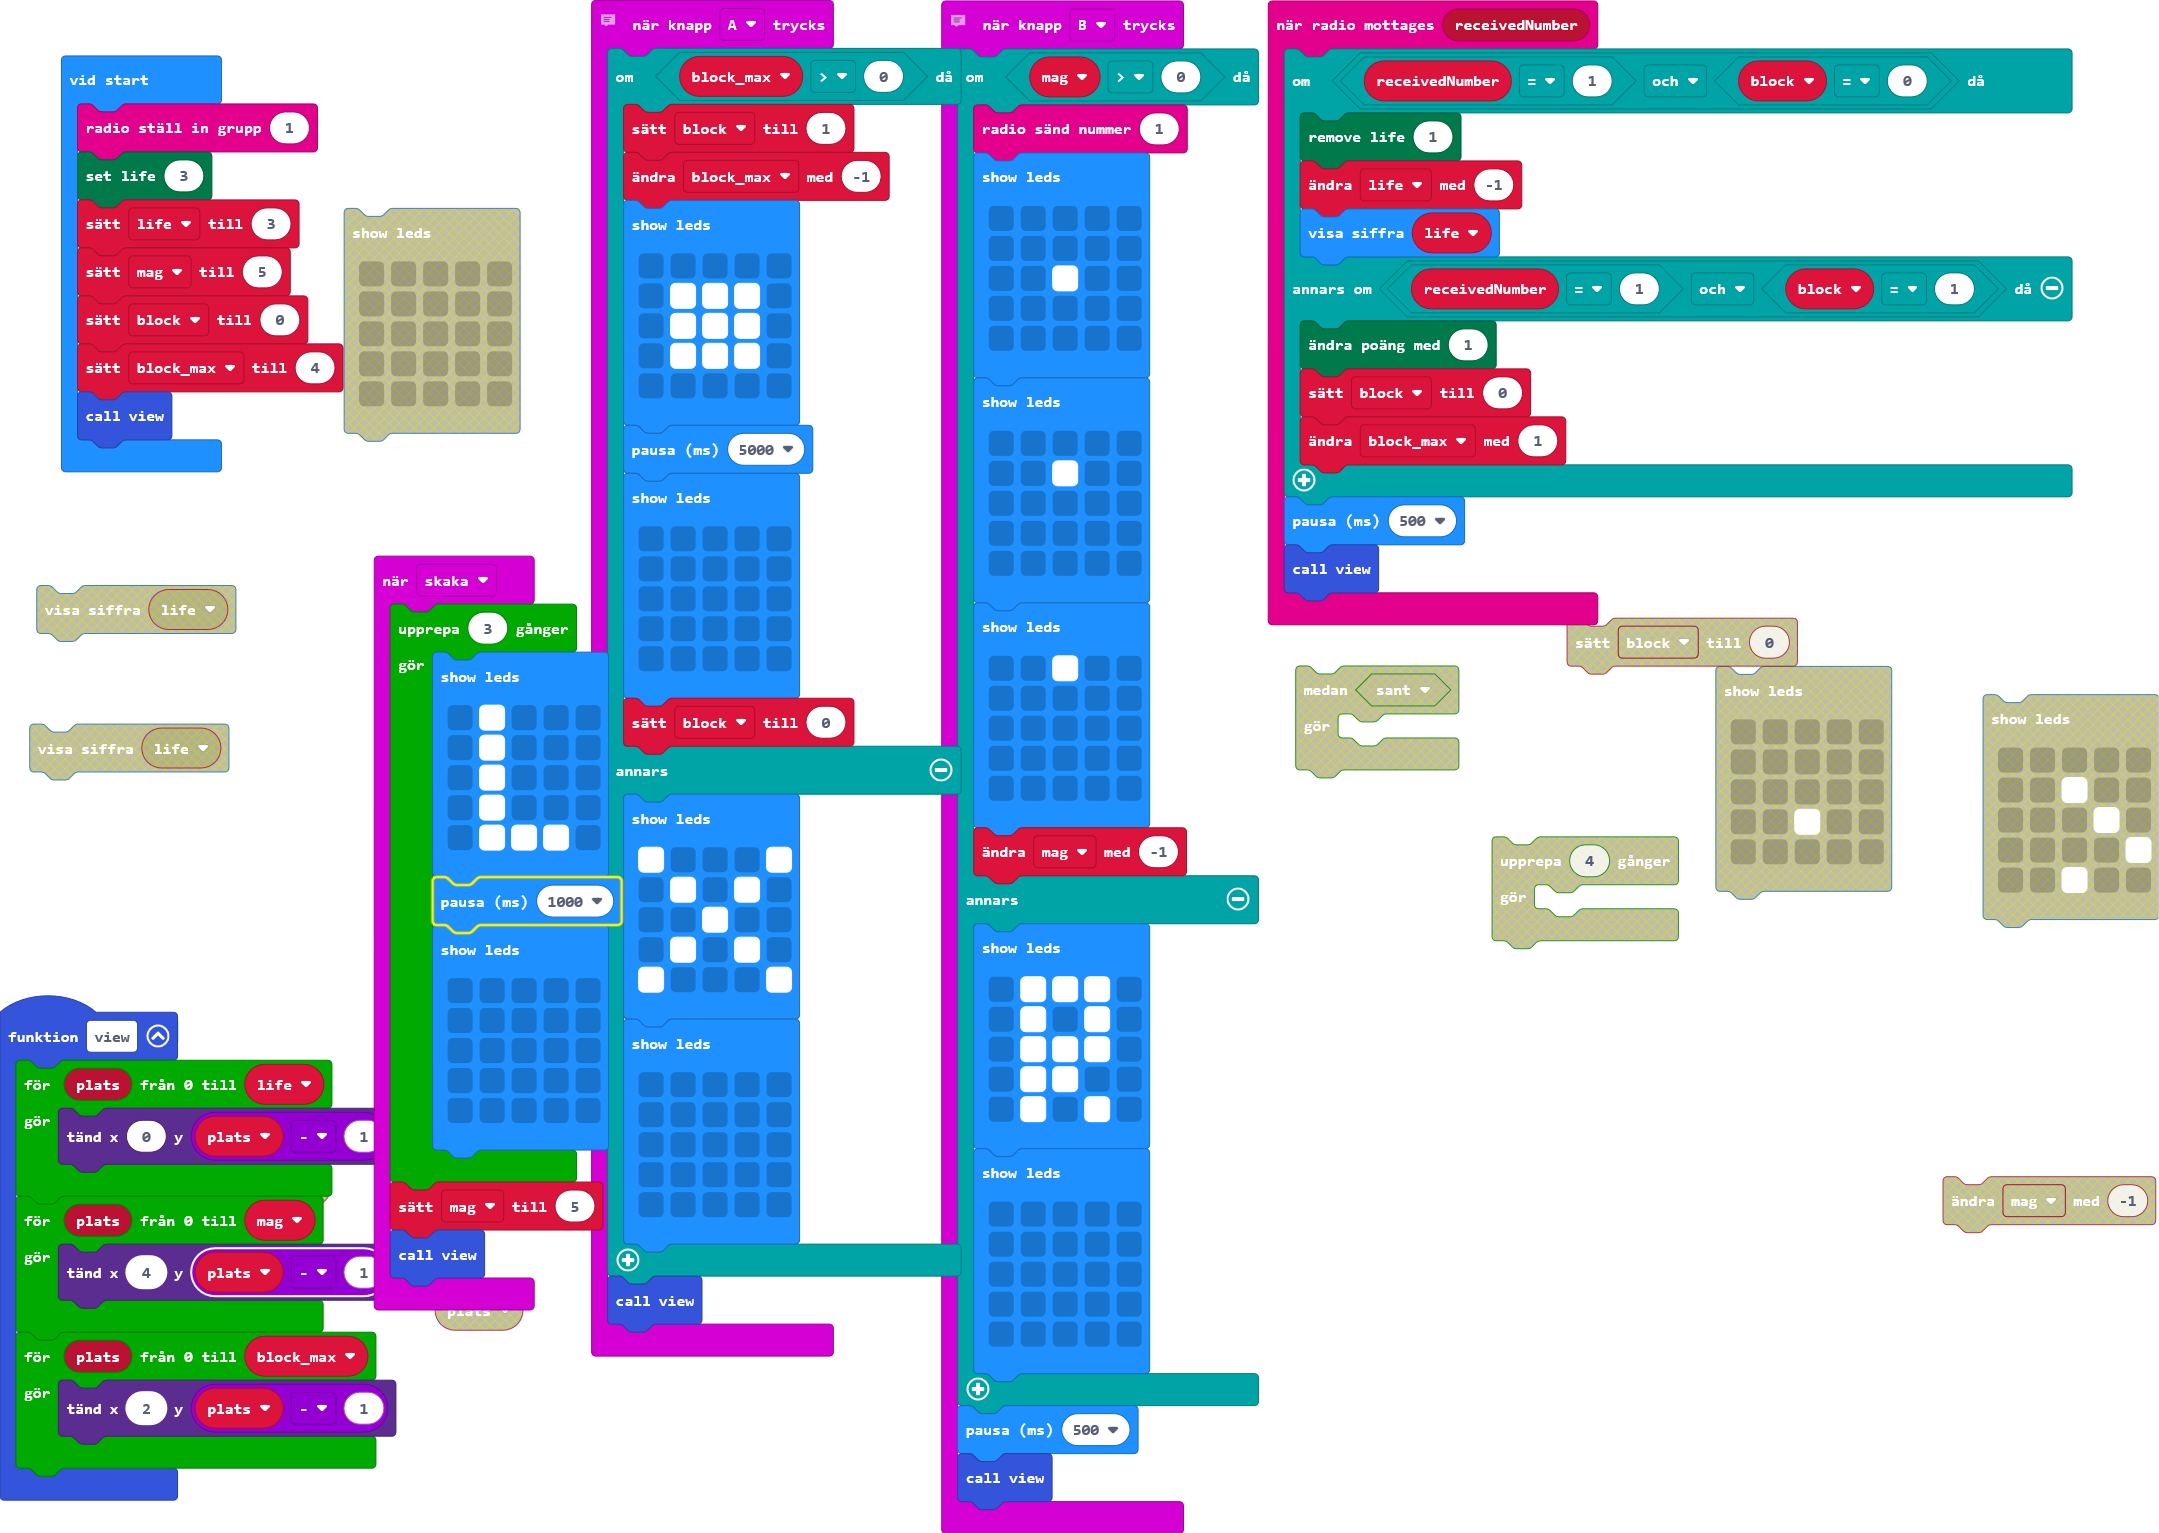 vid start
radio ställ in grupp 1
set life 3
sätt life till 3
sätt mag till 5
sätt block till 0
sätt block_max till 4
call view
show leds
visa siffra life
visa siffra life
funktion view
för plats från 0 till life
gör tänd x 0 y plats - 1
för plats från 0 till mag
gör tänd x 4 y plats - 1
för plats från 0 till block_max
gör tänd x 2 y plats - 1
när skaka
upprepa 3 gånger
gör show leds
pausa (ms) 1000
show leds
sätt mag till 5
call view
plats
när knapp A trycks
om block_max > 0 då
sätt block till 1
ändra block_max med -1
show leds
pausa (ms) 5000
show leds
sätt block till 0
annars
show leds
show leds
call view
när knapp B trycks
om mag > 0 då
radio sänd nummer 1
show leds
show leds
show leds
ändra mag med -1
annars
show leds
show leds
pausa (ms) 500
call view
när radio mottages receivedNumber
om receivedNumber = 1 och block = 0 då
remove life 1
ändra life med -1
visa siffra life
annars om receivedNumber = 1 och block = 1 då
ändra poäng med 1
sätt block till 0
ändra block_max med 1
pausa (ms) 500
call view
sätt block till 0
medan sant
gör
show leds
show leds
upprepa 4 gånger
gör
ändra mag med -1